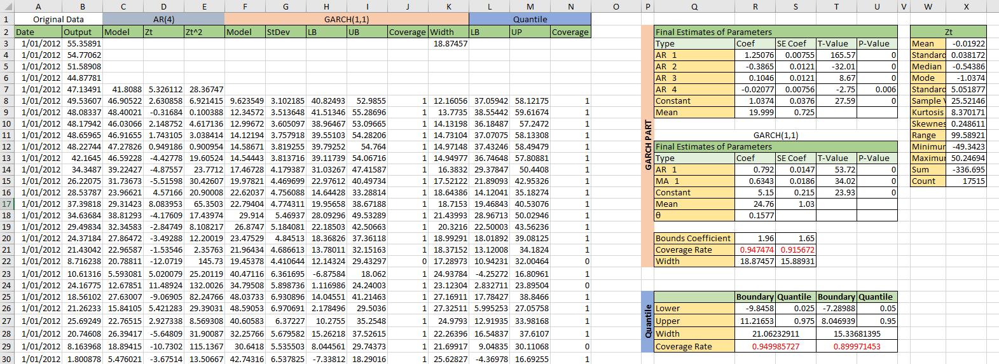 A B C D E F G H I J K L M N O P Q R S T U V W X
1 Original Data AR(4) GARCH(1,1) Quantile
2 Date Output Model Zt Zt^2 Model StDev LB UB Coverage Width LB UP Coverage Final Estimates of Parameters Zt
3 1/01/2012 55.35891 18.87457 Type Coef SE Coef T-Value P-Value Mean -0.01922
4 1/01/2012 54.77062 AR 1 1.25076 0.00755 165.57 0 Standard 0.038172
5 1/01/2012 51.58908 AR 2 -0.3865 0.0121 -32.01 0 Median -0.54386
6 1/01/2012 44.87781 AR 3 0.1046 0.0121 8.67 0 Mode -1.0374
7 1/01/2012 47.13491 41.8088 5.326112 28.36747 AR 4 -0.02077 0.00756 -2.75 0.006 Standard 5.051877
8 1/01/2012 49.53607 46.90522 2.630858 6.921415 9.623549 3.102185 40.82493 52.9855 1 12.16056 37.05942 58.12175 1 Constant 1.0374 0.0376 27.59 0 Sample V 25.52146
9 1/01/2012 48.08337 48.40021 -0.31684 0.100388 12.34572 3.513648 41.51346 55.28696 1 13.7735 38.55442 59.61674 1 Mean 19.999 0.725 Kurtosis 8.370171
10 1/01/2012 48.17942 46.03066 2.148752 4.617136 12.99672 3.605097 38.96467 53.09665 1 14.13198 36.18487 57.2472 1 Skewnes 0.248611
11 1/01/2012 48.65965 46.91655 1.743105 3.038414 14.12194 3.757918 39.55103 54.28206 1 14.73104 37.07075 58.13308 1 GARCH(1,1) Range 99.58921
12 1/01/2012 48.22744 47.27826 0.949186 0.900954 14.58671 3.819255 39.79252 54.764 1 14.97148 37.43246 58.49479 1 Final Estimates of Parameters Minimur -49.3423
13 1/01/2012 42.1645 46.59228 -4.42778 19.60524 14.54443 3.813716 39.11739 54.06716 1 14.94977 36.74648 57.80881 1 Type Coef SE Coef T-Value P-Value Maximur 50.24694
14 1/01/2012 34.3487 39.22427 -4.87557 23.7712 17.46728 4.179387 31.03267 47.41587 1 16.3832 29.37847 50.4408 1 AR 1 0.792 0.0147 53.72 0 Sum -336.695
15 1/01/2012 26.22075 31.73673 -5.51598 30.42607 19.97821 4.469699 22.97612 40.49734 1 17.52122 21.89093 42.95326 1 MA 1 0.6343 0.0186 34.02 0 Count 17515
16 1/01/2012 28.53787 23.96621 4.57166 20.90008 22.62037 4.756088 14.64428 33.28814 1 18.64386 14.12041 35.18274 1 Constant 5.15 0.215 23.93 0
17 1/01/2012 37.39818 29.31423 8.083953 65.3503 22.79404 4.774311 19.95658 38.67188 1 18.7153 19.46843 40.53076 1 Mean 24.76 1.03
18 1/01/2012 34.63684 38.81293 -4.17609 17.43974 29.914 5.46937 28.09296 49.53289 1 21.43993 28.96713 50.02946 1 θ 0.1577
19 1/01/2012 29.49834 32.34583 -2.84749 8.108217 26.8747 5.184081 22.18503 42.50663 1 20.3216 22.50003 43.56236 1
20 1/01/2012 24.37184 27.86472 -3.49288 12.20019 23.47529 4.84513 18.36826 37.36118 1 18.99291 18.01892 39.08125 1 Bounds Coefficient 1.96 1.65
21 1/01/2012 21.43042 22.96587 -1.53546 2.35763 21.96434 4.686613 13.78011 32.15163 1 18.37152 13.12008 34.1824 1 Coverage Rate 0.947474 0.915672
22 1/01/2012 8.716238 20.78811 -12.0719 145.73 19.45378 4.410644 12.14324 29.43297 0 17.28973 10.94231 32.00464 0 Width 18.87457 15.88931
23 1/01/2012 10.61316 5.593081 5.020079 25.20119 40.47116 6.361695 -6.87584 18.062 1 24.93784 -4.25272 16.80961 1
24 1/01/2012 24.16775 12.67851 11.48924 132.0026 34.79508 5.898736 1.116986 24.24003 1 23.12304 2.832711 23.89504 0
25 1/01/2012 18.56102 27.63007 -9.06905 82.24766 48.03733 6.930896 14.04551 41.21463 1 27.16911 17.78427 38.8466 1 Boundary Quantile Boundary Quantile
26 1/01/2012 21.26233 15.84105 5.421283 29.39031 48.59053 6.970691 2.178496 29.5036 1 27.32511 5.995253 27.05758 1 Lower -9.8458 0.025 -7.28988 0.05
27 1/01/2012 25.69249 22.76515 2.927338 8.569308 40.60583 6.37227 10.2755 35.2548 1 24.9793 12.91935 33.98168 1 Upper 11.21653 0.975 8.046939 0.95
28 1/01/2012 20.74608 26.39417 -5.64809 31.90087 32.25766 5.679582 15.26218 37.52615 1 22.26396 16.54837 37.6107 1 Width 21.06232911 15.33681395
29 1/01/2012 8.163968 18.89415 -10.7302 115.1367 30.6418 5.535503 8.044561 29.74373 1 21.69917 9.04835 30.11068 0 Coverage Rate 0.949985727 0.899971453
30 1/01/2012 1.800878 5.476021 -3.67514 13.50667 42.74316 6.537825 -7.33812 18.29016 1 25.62827 -4.36978 16.69255 1
GARCH PART
Quantile